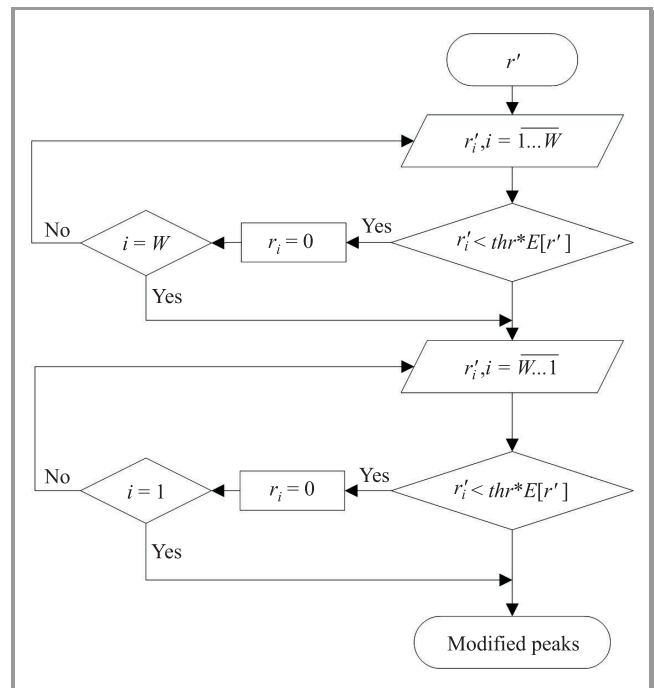 r′
r′ᵢ, i = 1...W
r′ᵢ < thr*E[r′]
Yes
rᵢ = 0
i = W
No
Yes
r′ᵢ, i = W...1
r′ᵢ < thr*E[r′]
Yes
rᵢ = 0
i = 1
No
Yes
Modified peaks